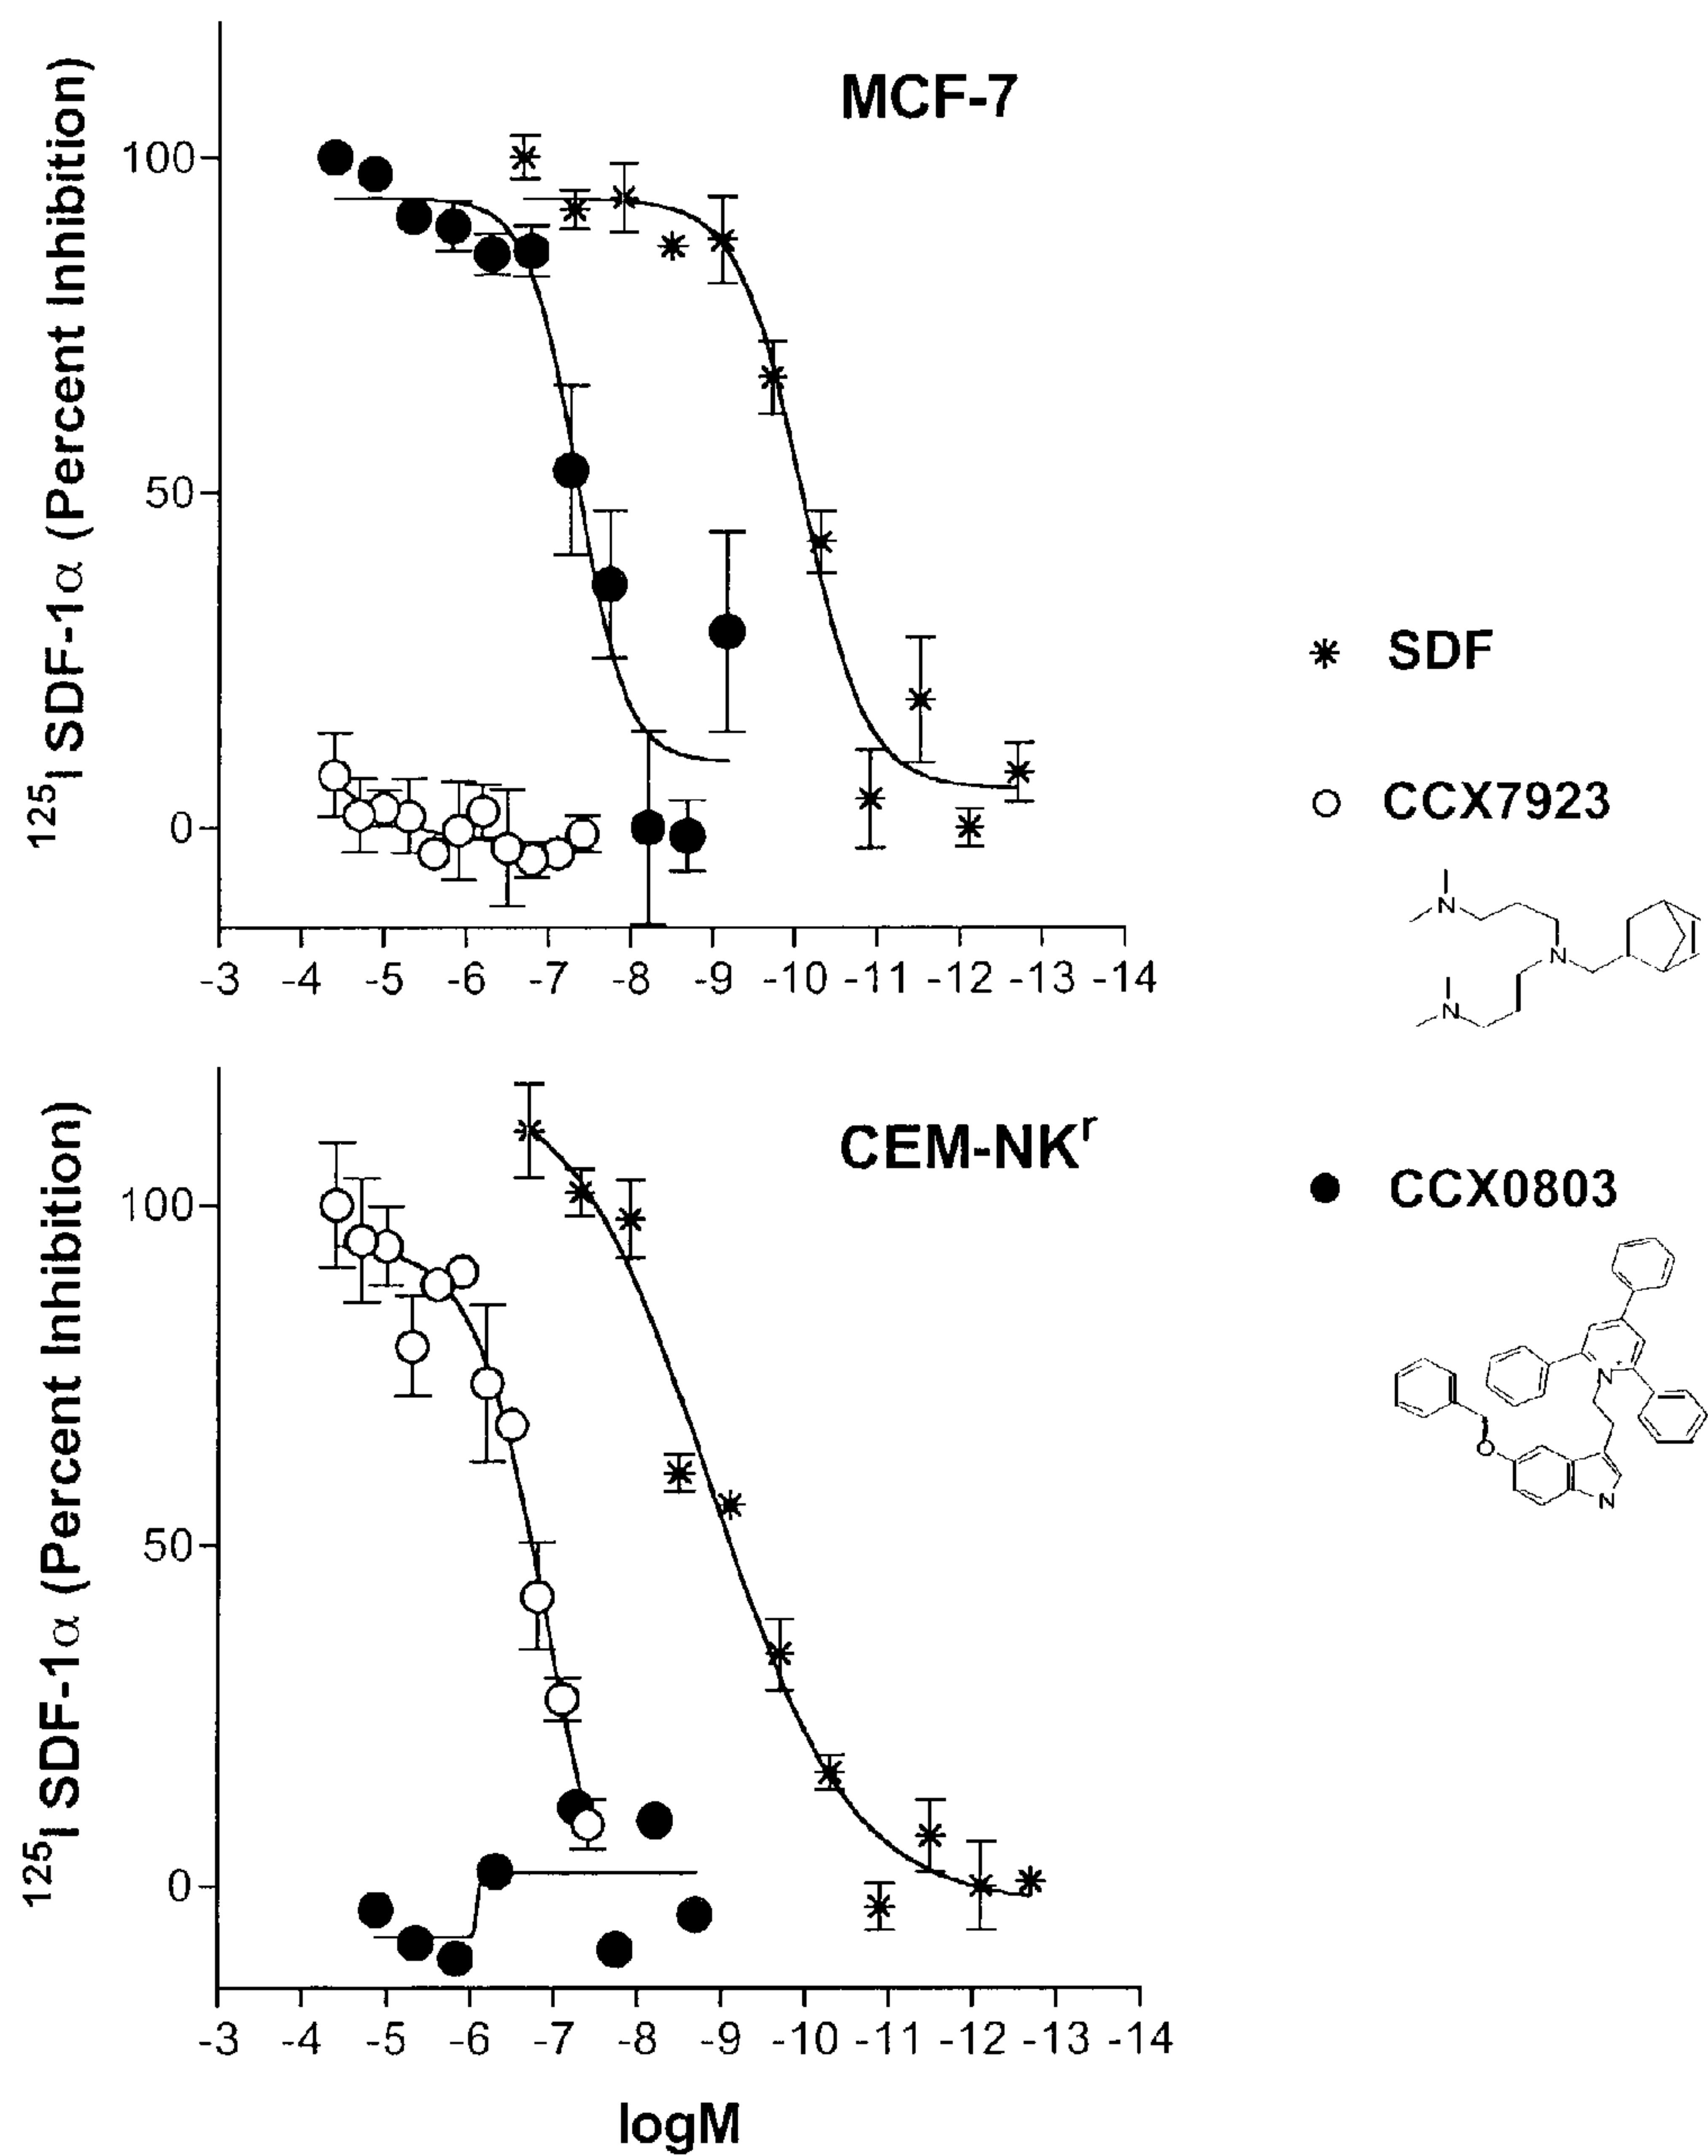 MCF-7
¹²⁵I SDF-1α (Percent Inhibition)
100
50
0
-3 -4 -5 -6 -7 -8 -9 -10 -11 -12 -13 -14
SDF
CCX7923
N
N
N
CEM-NKʳ
¹²⁵I SDF-1α (Percent Inhibition)
100
50
0
-3 -4 -5 -6 -7 -8 -9 -10 -11 -12 -13 -14
logM
CCX0803
N+
O
N